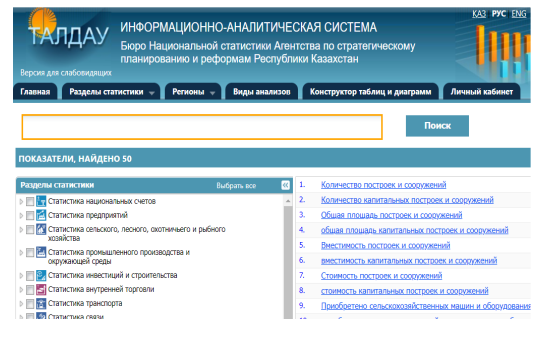 ҚАЗ РУС ENG
ТАЛДАУ
ИНФОРМАЦИОННО-АНАЛИТИЧЕСКАЯ СИСТЕМА
Бюро Национальной статистики Агентства по стратегическому
планированию и реформам Республики Казахстан
Версия для слабовидящих
Главная Разделы статистики Регионы Виды анализов Конструктор таблиц и диаграмм Личный кабинет
Поиск
ПОКАЗАТЕЛИ, НАЙДЕНО 50
Разделы статистики Выбрать все
Статистика национальных счетов
Статистика предприятий
Статистика сельского, лесного, охотничьего и рыбного
хозяйства
Статистика промышленного производства и
окружающей среды
Статистика инвестиций и строительства
Статистика внутренней торговли
Статистика транспорта
Статистика связи
1. Количество построек и сооружений
2. Количество капитальных построек и сооружений
3. Общая площадь построек и сооружений
4. общая площадь капитальных построек и сооружений
5. Вместимость построек и сооружений
6. вместимость капитальных построек и сооружений
7. Стоимость построек и сооружений
8. стоимость капитальных построек и сооружений
9. Приобретено сельскохозяйственных машин и оборудования